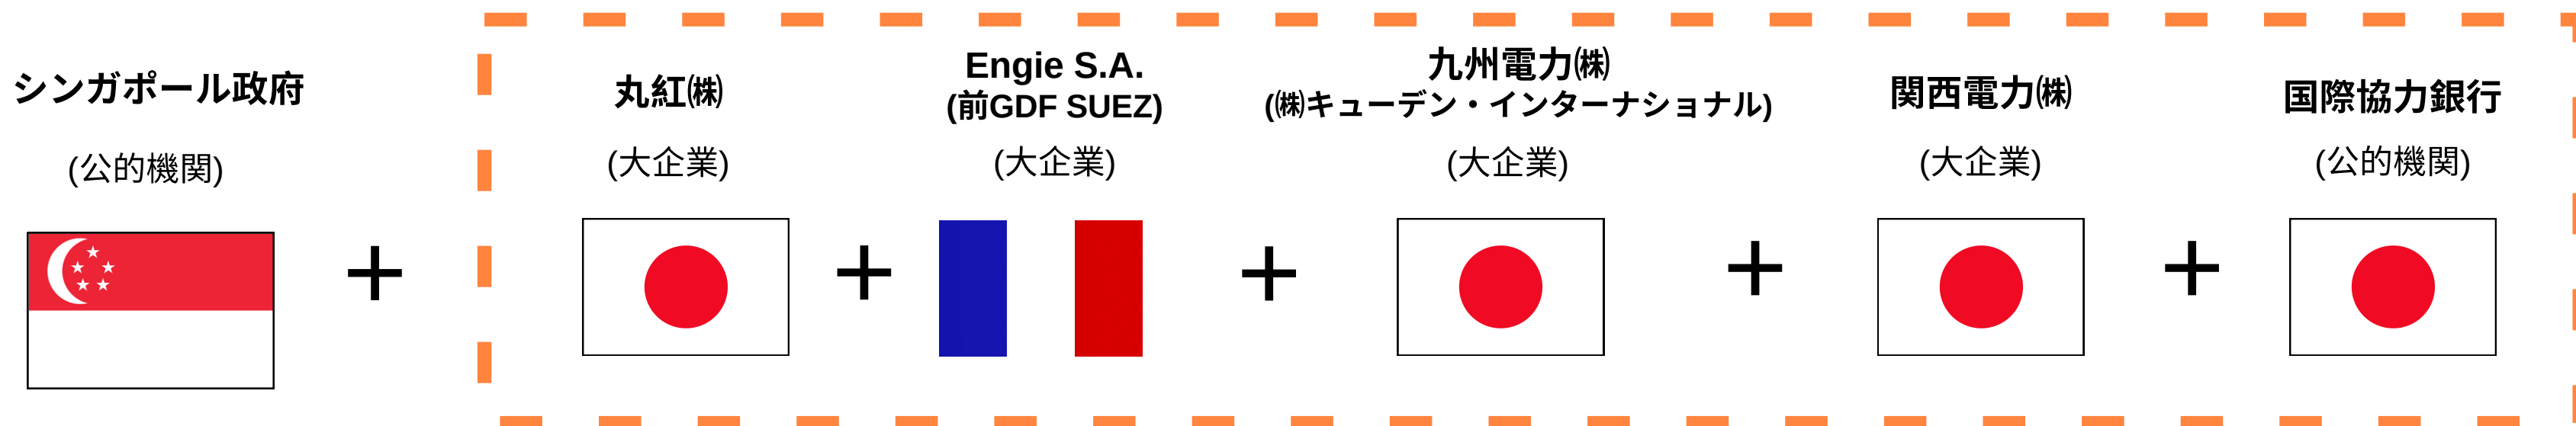 シンガポール政府
(公的機関)
丸紅㈱
(大企業)
Engie S.A.
(前GDF SUEZ)
(大企業)
九州電力㈱
(㈱キューデン・インターナショナル)
(大企業)
関西電力㈱
(大企業)
国際協力銀行
(公的機関)